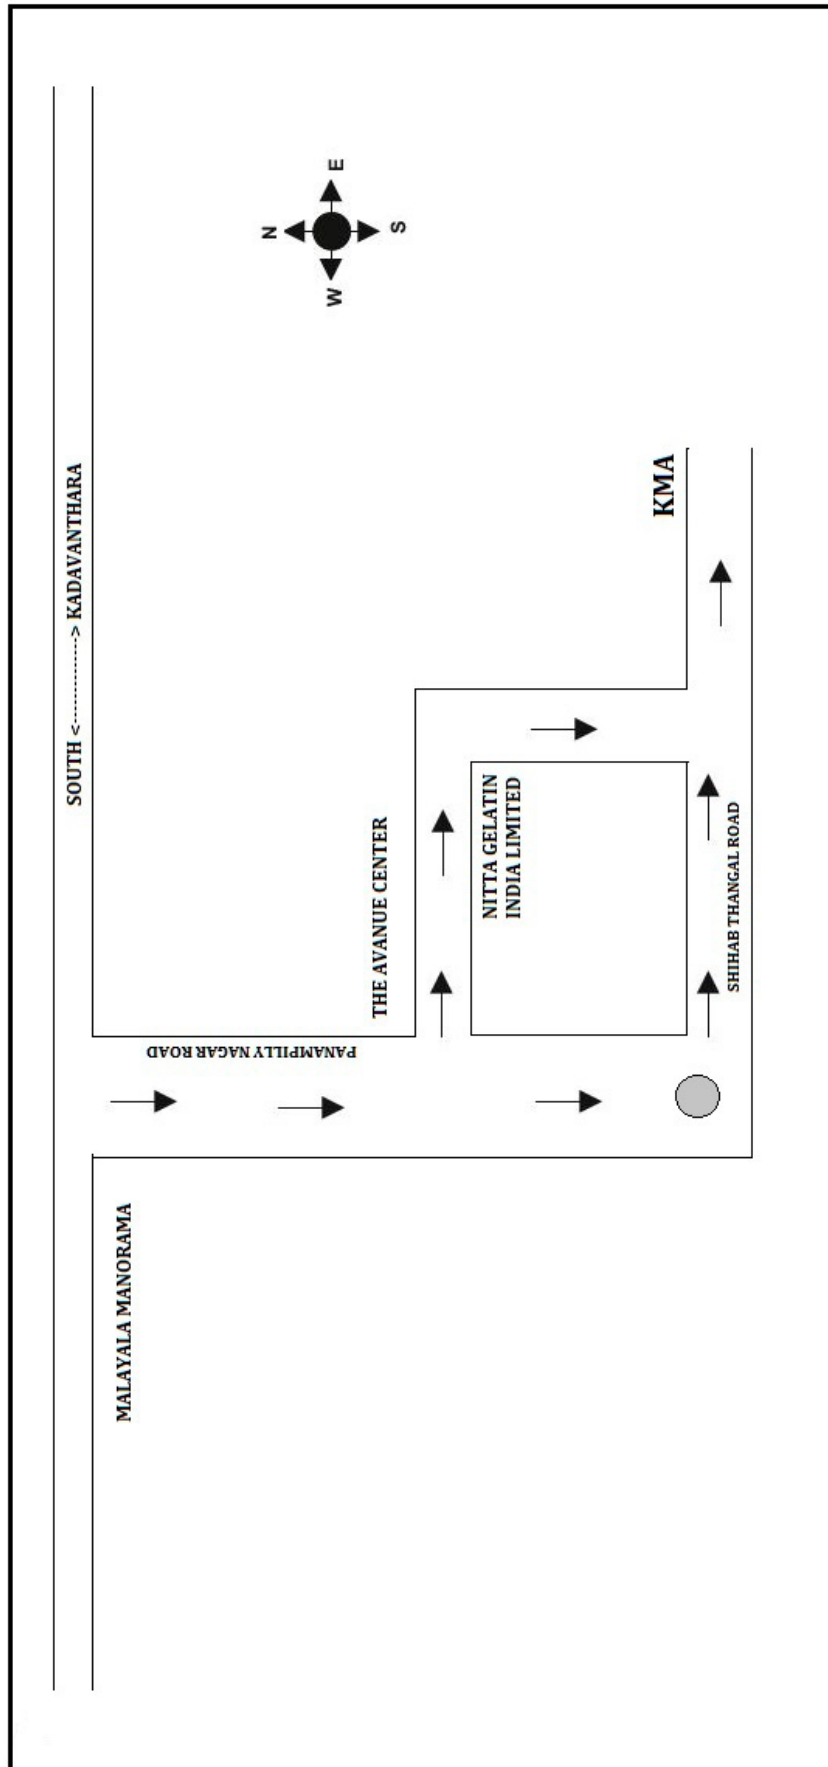 SOUTH <---------------> KADAVANTHARA
N
E
W
S
KMA
MALAYALA MANORAMA
PANAMPILLY NAGAR ROAD
THE AVANUE CENTER
NITTA GELATIN
INDIA LIMITED
SHIHAB THANGAL ROAD